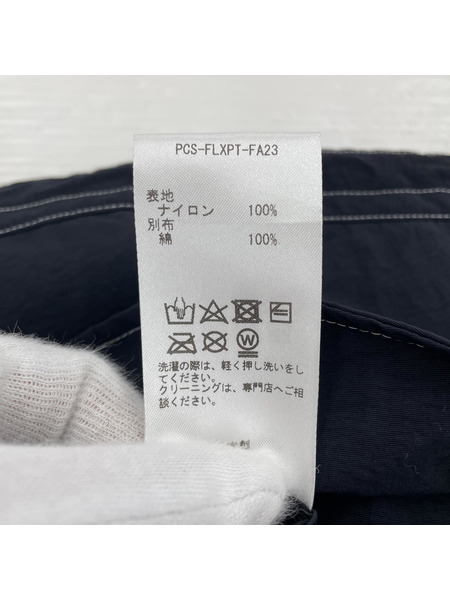 PCS-FLXPT-FA23
表地
ナイロン 100%
別布
綿 100%
W
洗濯の際は、軽く押し洗いをし
てください。
クリーニングは、専門店へご相
談ください。